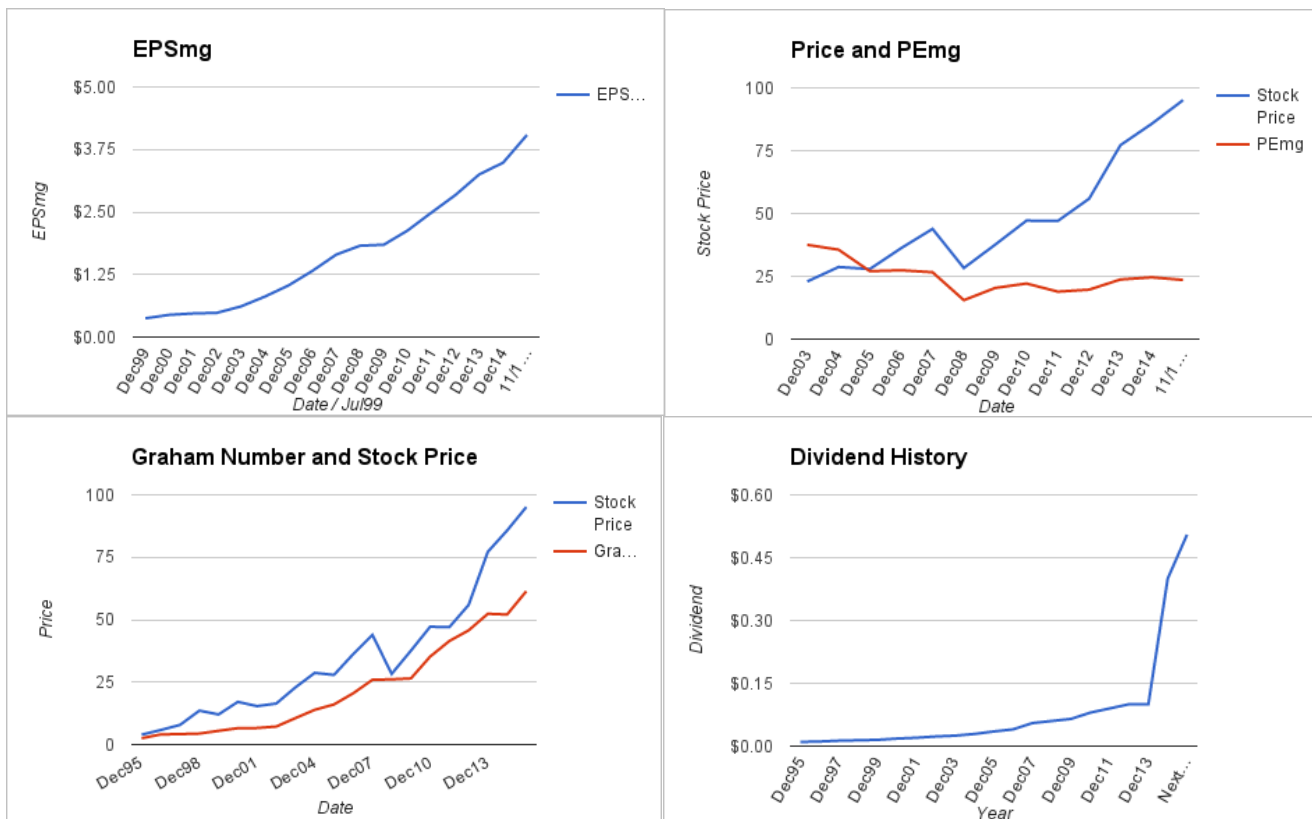 EPSmg
$5.00
$3.75
$2.50
$1.25
$0.00
EPSmg
EPS...
Dec99
Dec00
Dec01
Dec02
Dec03
Dec04
Dec05
Dec06
Dec07
Dec08
Dec09
Dec10
Dec11
Dec12
Dec13
Dec14
11/1...
Date / Jul99
Price and PEmg
100
75
50
25
0
Stock Price
Stock
Price
PEmg
Dec03
Dec04
Dec05
Dec06
Dec07
Dec08
Dec09
Dec10
Dec11
Dec12
Dec13
Dec14
11/1...
Date
Graham Number and Stock Price
100
75
50
25
0
Price
Stock
Price
Gra...
Dec95
Dec98
Dec01
Dec04
Dec07
Dec10
Dec13
Date
Dividend History
$0.60
$0.45
$0.30
$0.15
$0.00
Dividend
Dec95
Dec97
Dec99
Dec01
Dec03
Dec05
Dec07
Dec09
Dec11
Dec13
Next...
Year